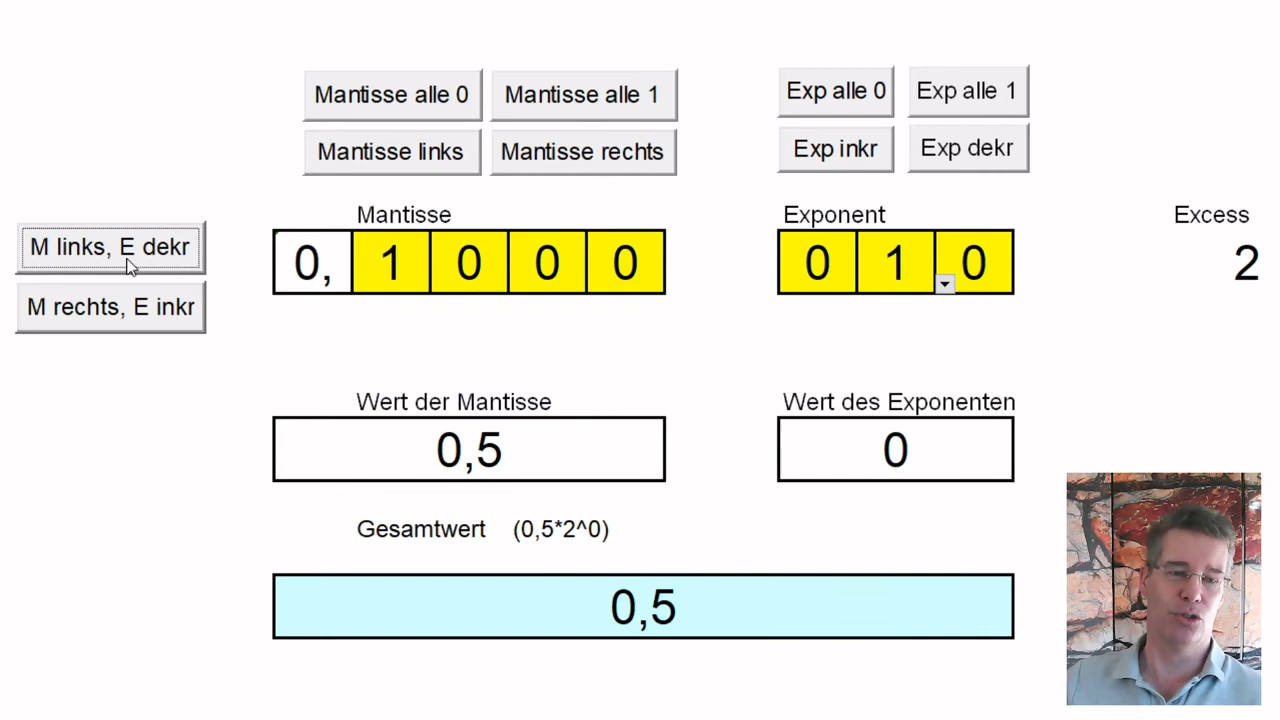 Mantisse alle 0 Mantisse alle 1 Exp alle 0 Exp alle 1
Mantisse links Mantisse rechts Exp inkr Exp dekr
Mantisse Exponent Excess
M links, E dekr 0, 1 0 0 0 0 1 0 2
M rechts, E inkr
Wert der Mantisse Wert des Exponenten
0,5 0
Gesamtwert (0,5*2^0)
0,5